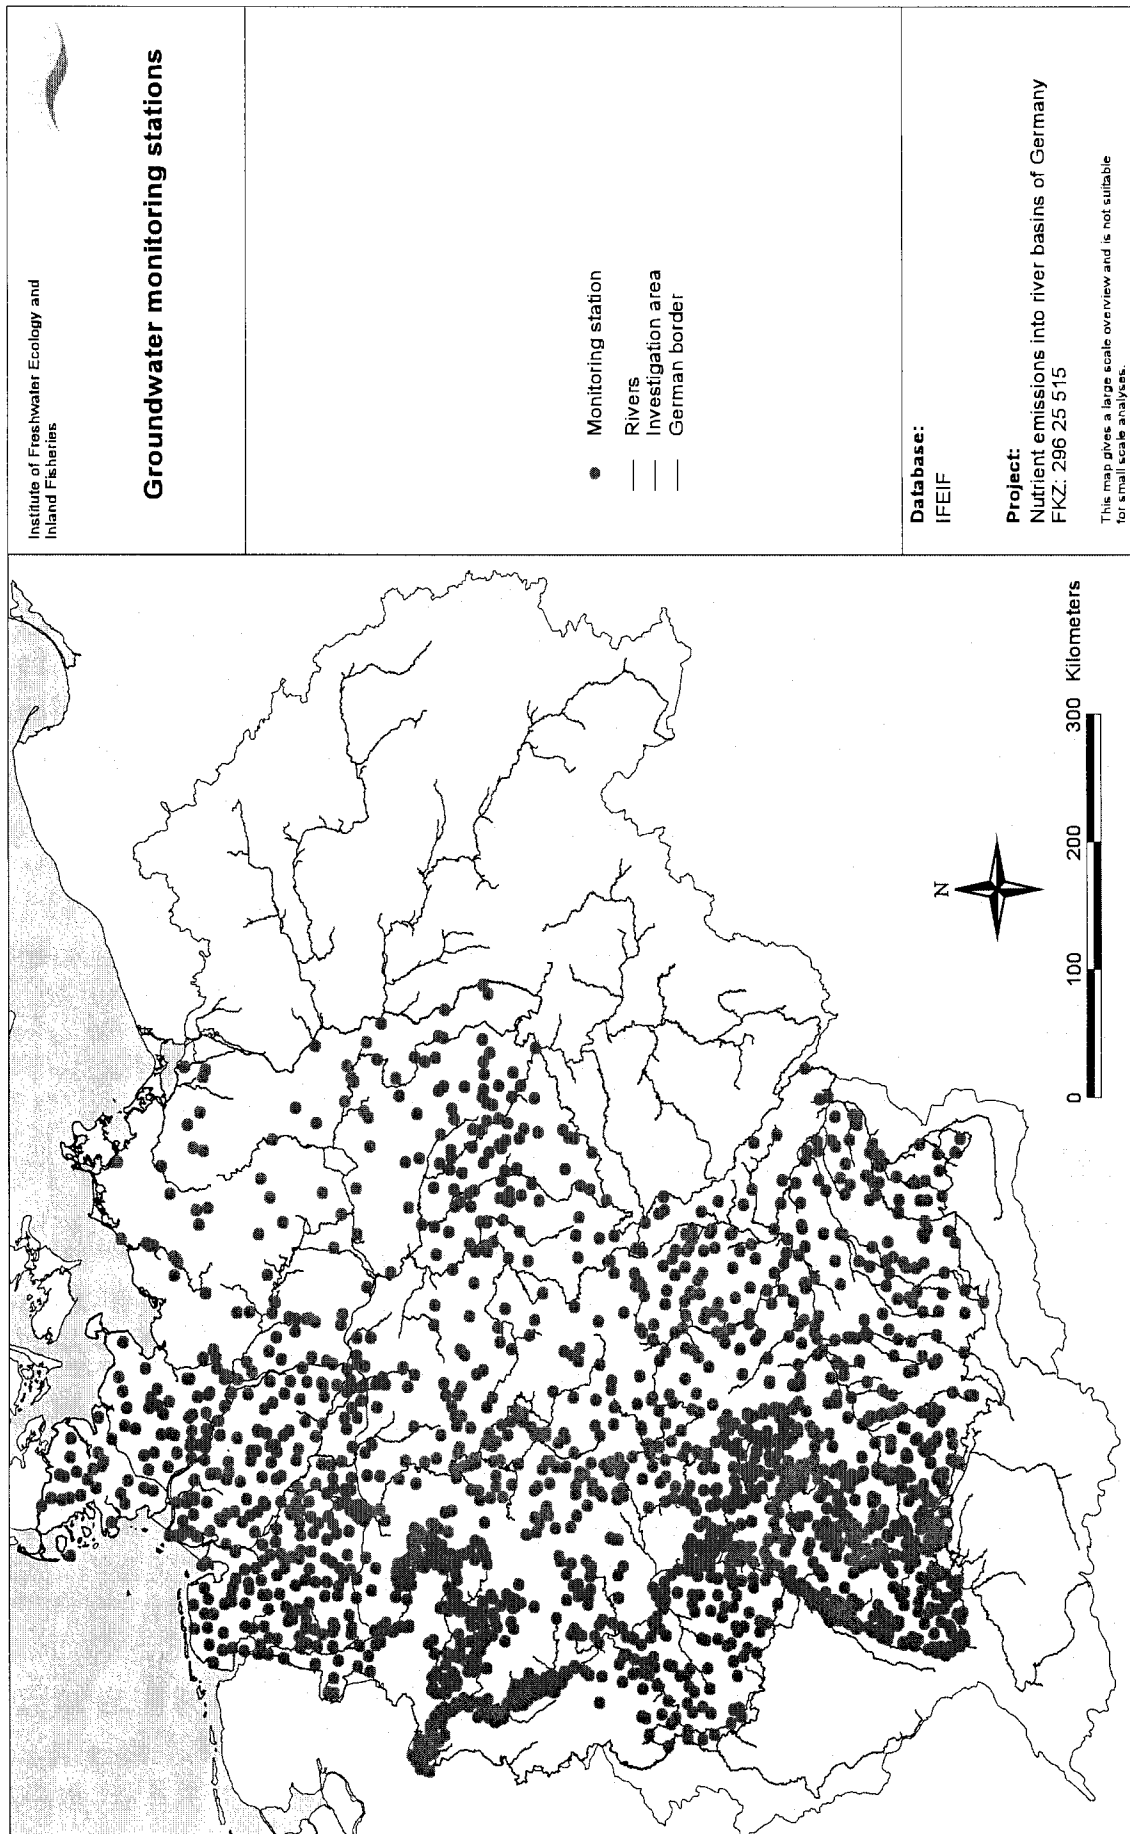 Institute of Freshwater Ecology and
Inland Fisheries
Groundwater monitoring stations
Monitoring station
Rivers
Investigation area
German border
Database:
IFEIF
Project:
Nutrient emissions into river basins of Germany
FKZ: 296 25 515
This map gives a large scale overview and is not suitable
for small scale analyses.
N
0 100 200 300 Kilometers